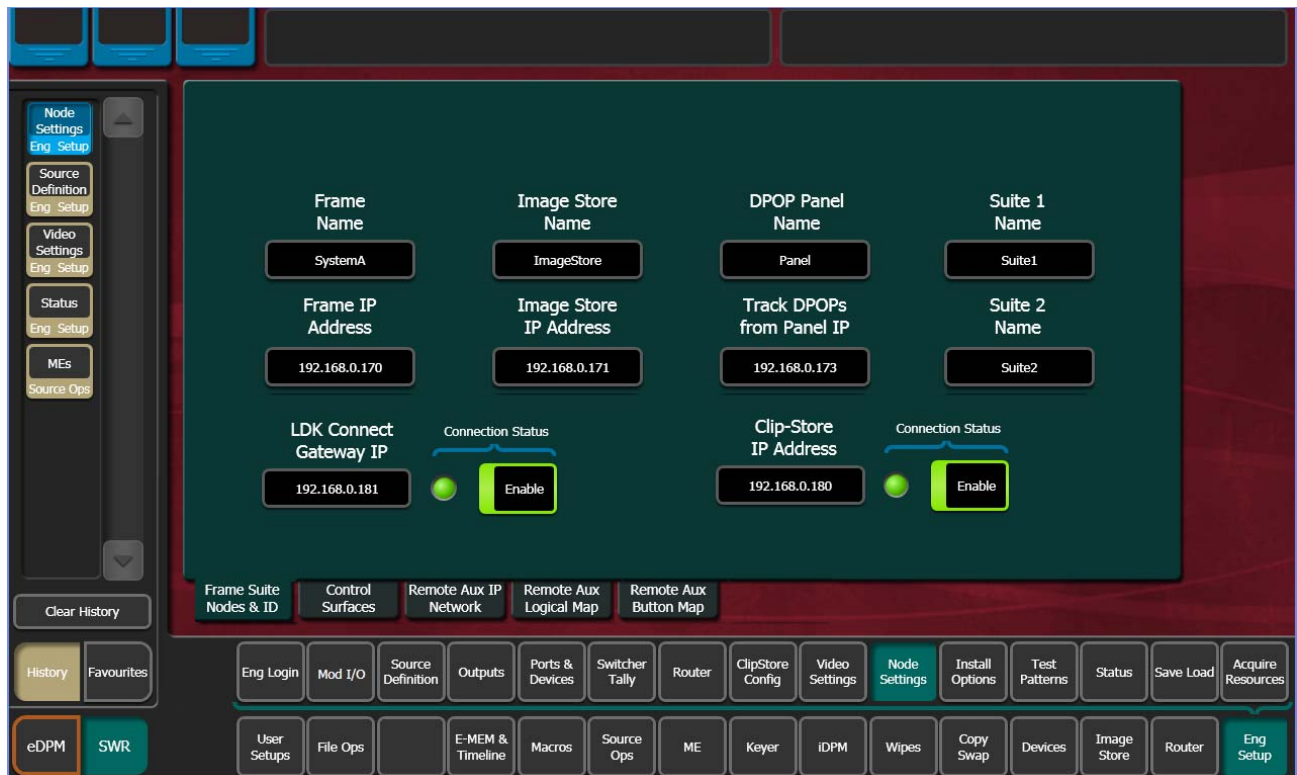 Node
Settings
Eng Setup
Source
Definition
Eng Setup
Video
Settings
Eng Setup
Status
Eng Setup
MEs
Source Ops
Clear History
History
Favourites
eDPM
SWR
Frame
Name
SystemA
Image Store
Name
ImageStore
DPOP Panel
Name
Panel
Suite 1
Name
Suite1
Frame IP
Address
192.168.0.170
Image Store
IP Address
192.168.0.171
Track DPOPs
from Panel IP
192.168.0.173
Suite 2
Name
Suite2
LDK Connect
Gateway IP
192.168.0.181
Connection Status
Enable
Clip-Store
IP Address
192.168.0.180
Connection Status
Enable
Frame Suite
Nodes & ID
Control
Surfaces
Remote Aux IP
Network
Remote Aux
Logical Map
Remote Aux
Button Map
Eng Login
Mod I/O
Source
Definition
Outputs
Ports &
Devices
Switcher
Tally
Router
ClipStore
Config
Video
Settings
Node
Settings
Install
Options
Test
Patterns
Status
Save Load
Acquire
Resources
User
Setups
File Ops
E-MEM &
Timeline
Macros
Source
Ops
ME
Keyer
iDPM
Wipes
Copy
Swap
Devices
Image
Store
Router
Eng
Setup